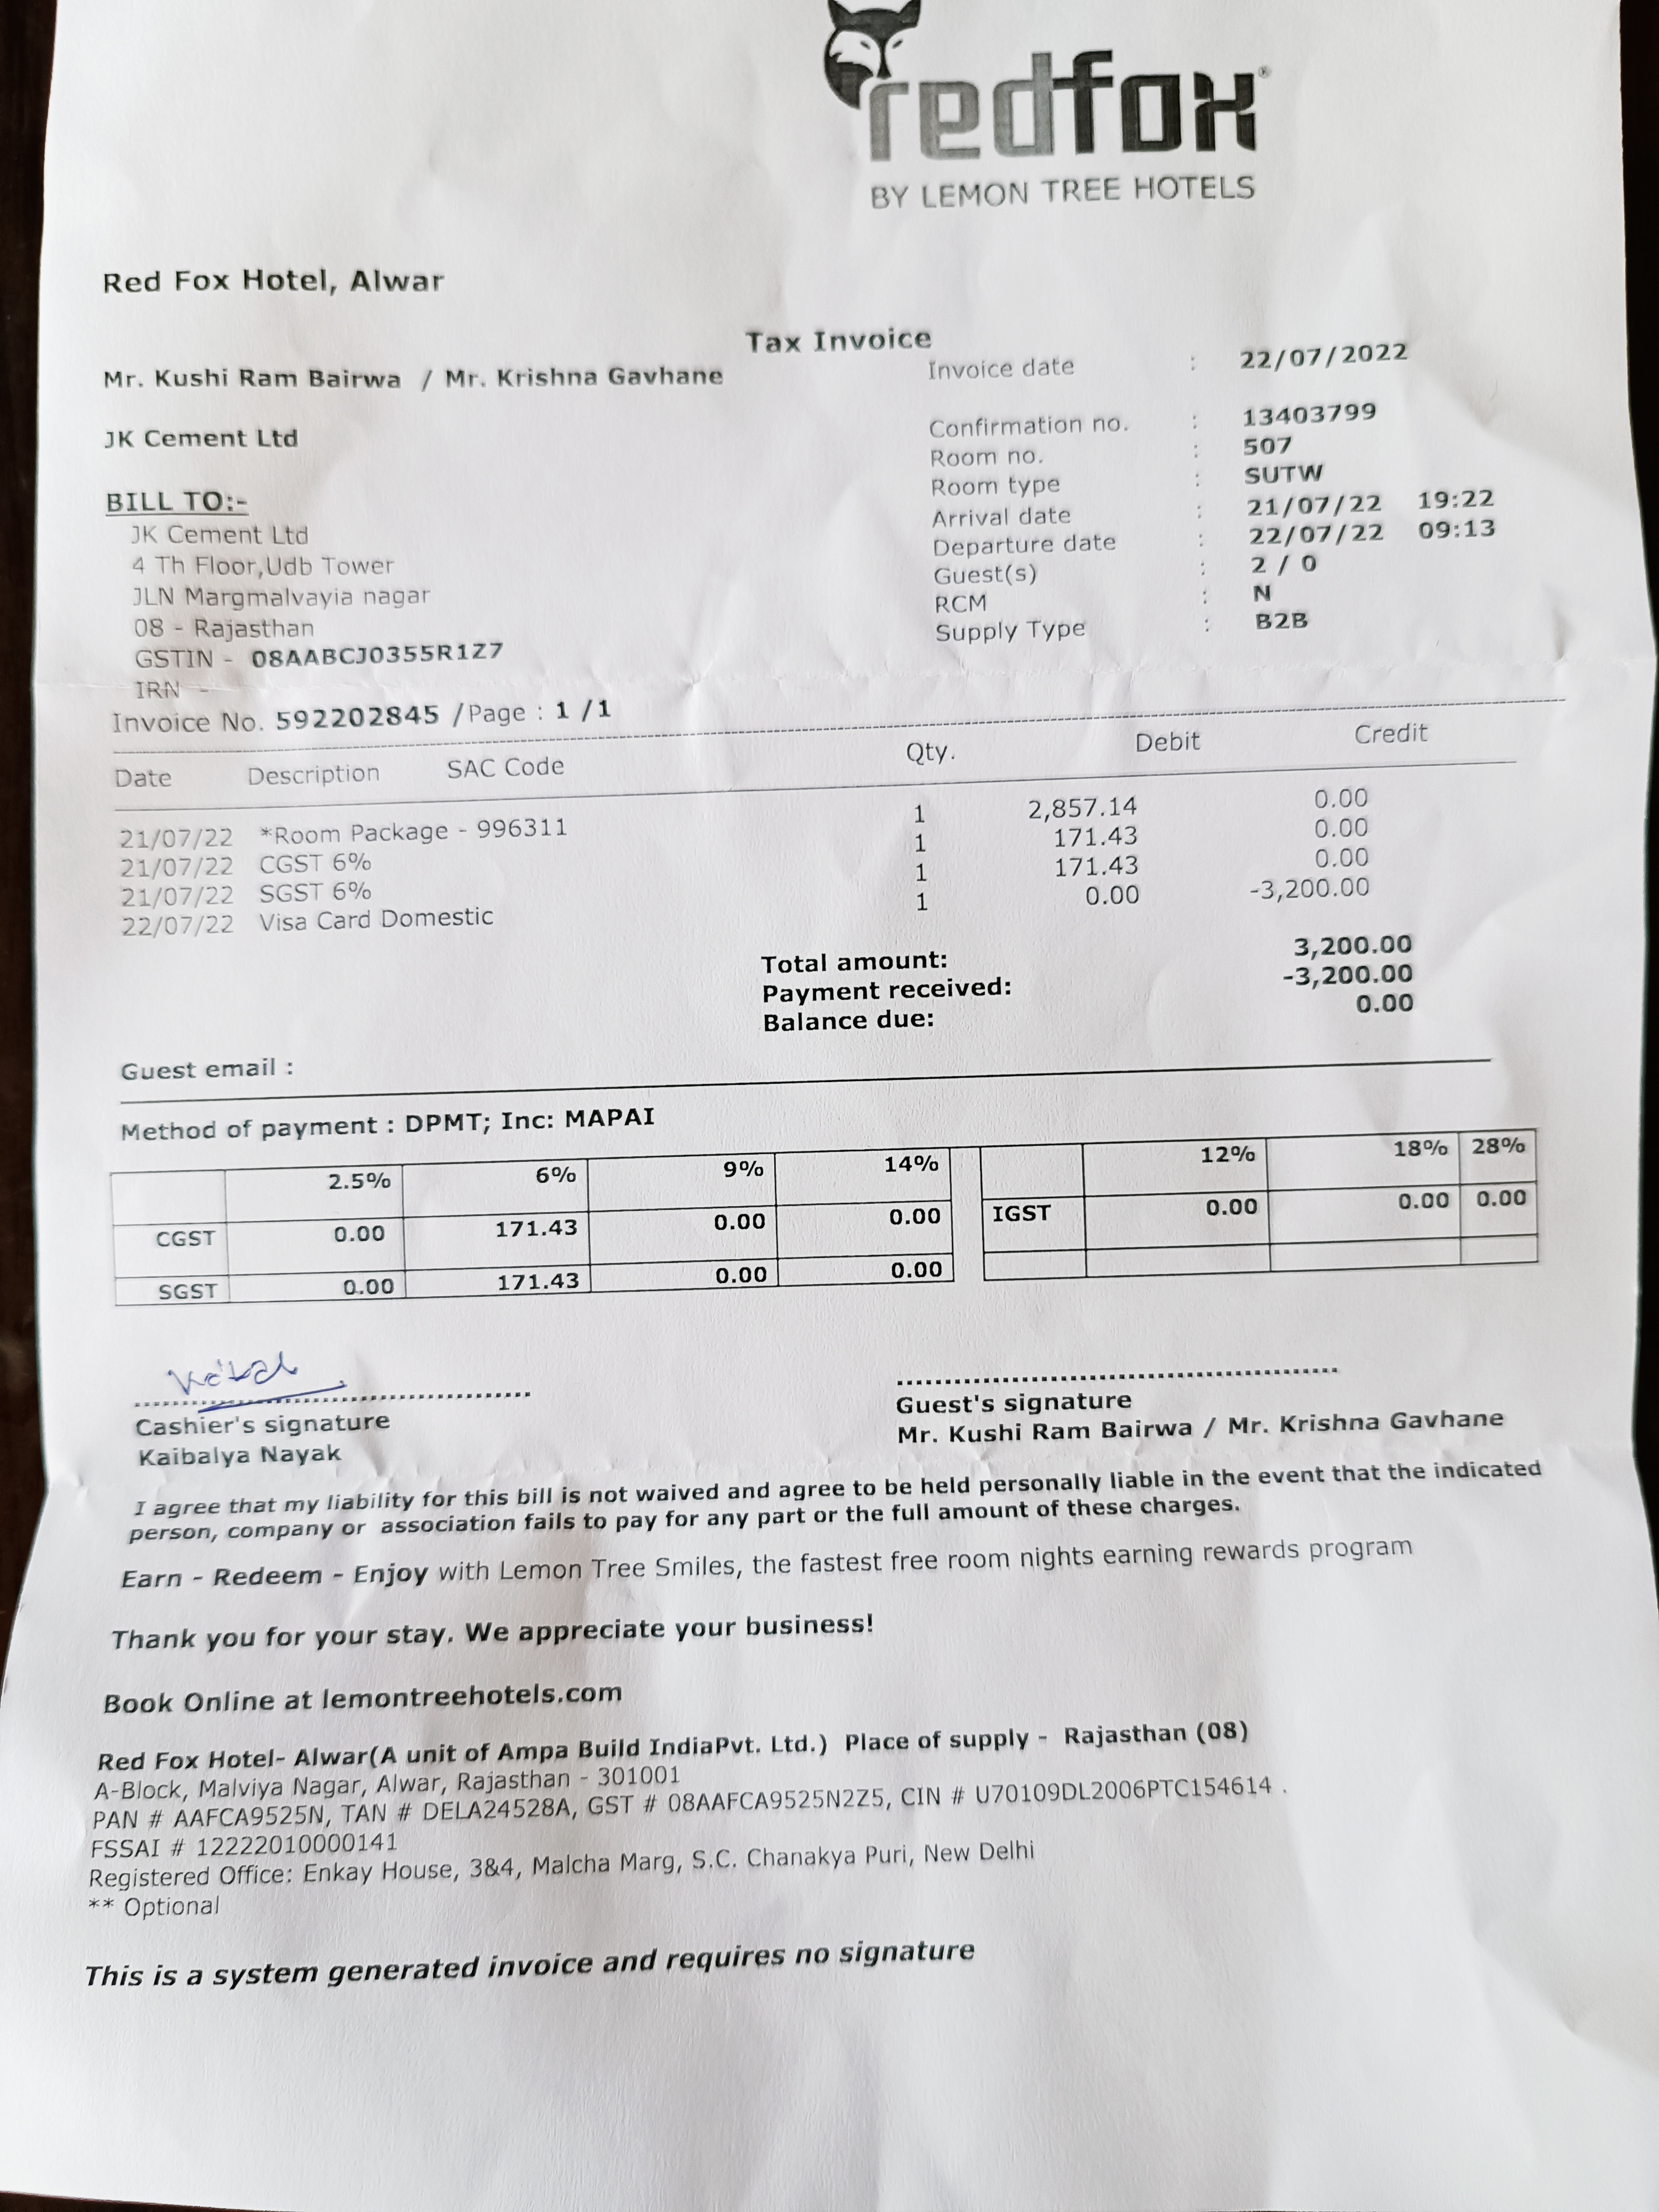 redfox®
BY LEMON TREE HOTELS
Red Fox Hotel, Alwar
Tax Invoice
Mr. Kushi Ram Bairwa / Mr. Krishna Gavhane
JK Cement Ltd
BILL TO:-
JK Cement Ltd
4 Th Floor,Udb Tower
JLN Margmalvayia nagar
08 - Rajasthan
GSTIN - 08AABCJ0355R1Z7
IRN -
Invoice No. 592202845 /Page : 1 /1
Invoice date : 22/07/2022
Confirmation no. : 13403799
Room no. : 507
Room type : SUTW
Arrival date : 21/07/22 19:22
Departure date : 22/07/22 09:13
Guest(s) : 2 / 0
RCM : N
Supply Type : B2B
Date Description SAC Code Qty. Debit Credit
21/07/22 *Room Package - 996311 1 2,857.14 0.00
21/07/22 CGST 6% 1 171.43 0.00
21/07/22 SGST 6% 1 171.43 0.00
22/07/22 Visa Card Domestic 1 0.00 -3,200.00
Total amount: 3,200.00
Payment received: -3,200.00
Balance due: 0.00
Guest email :
Method of payment : DPMT; Inc: MAPAI
2.5% 6% 9% 14% 12% 18% 28%
CGST 0.00 171.43 0.00 0.00 IGST 0.00 0.00 0.00
SGST 0.00 171.43 0.00 0.00
Cashier's signature
Kaibalya Nayak
Guest's signature
Mr. Kushi Ram Bairwa / Mr. Krishna Gavhane
I agree that my liability for this bill is not waived and agree to be held personally liable in the event that the indicated
person, company or association fails to pay for any part or the full amount of these charges.
Earn - Redeem - Enjoy with Lemon Tree Smiles, the fastest free room nights earning rewards program
Thank you for your stay. We appreciate your business!
Book Online at lemontreehotels.com
Red Fox Hotel- Alwar(A unit of Ampa Build IndiaPvt. Ltd.) Place of supply - Rajasthan (08)
A-Block, Malviya Nagar, Alwar, Rajasthan - 301001
PAN # AAFCA9525N, TAN # DELA24528A, GST # 08AAFCA9525N2Z5, CIN # U70109DL2006PTC154614 .
FSSAI # 12222010000141
Registered Office: Enkay House, 3&4, Malcha Marg, S.C. Chanakya Puri, New Delhi
** Optional
This is a system generated invoice and requires no signature